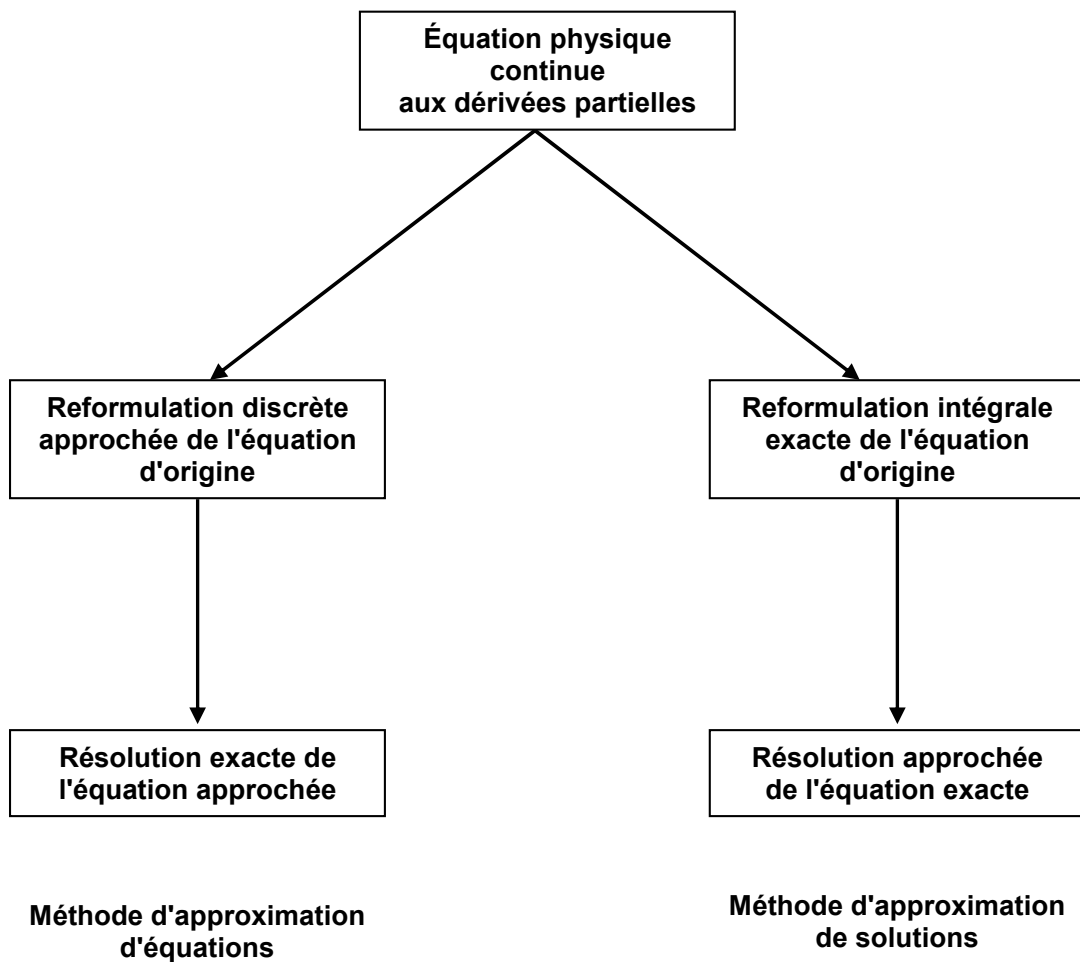 Équation physique
continue
aux dérivées partielles
Reformulation discrète
approchée de l'équation
d'origine
Reformulation intégrale
exacte de l'équation
d'origine
Résolution exacte de
l'équation approchée
Résolution approchée
de l'équation exacte
Méthode d'approximation
d'équations
Méthode d'approximation
de solutions